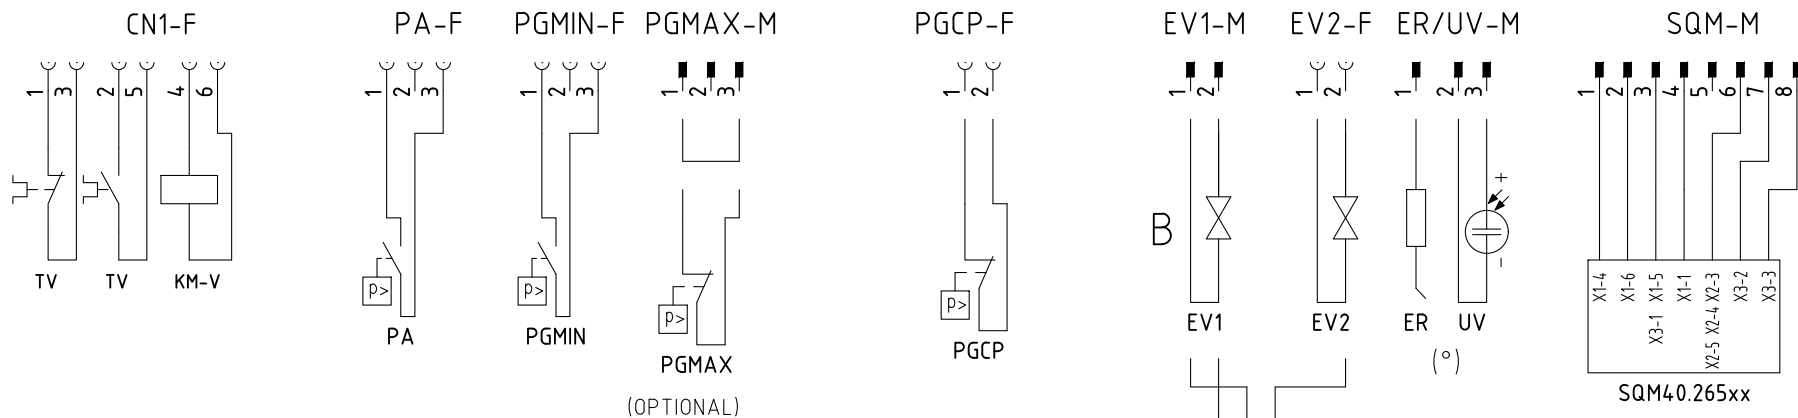 CN1-F PA-F PGMIN-F PGMAX-M PGCP-F EV1-M EV2-F ER/UV-M SQM-M
1 3 2 5 4 6 1 2 3 1 2 3 1 2 3 1 2 1 2 1 2 1 2 3 1 2 3 4 5 6 7 8
+
B
-
TV TV KM-V
p> p> p> p>
X1-4 X1-6 X1-5 X1-1 X2-3 X3-2 X3-3
X3-1 X2-4
X2-5
PA PGMIN PGMAX PGCP EV1 EV2 ER UV
(°)
SQM40.265xx
(OPTIONAL)